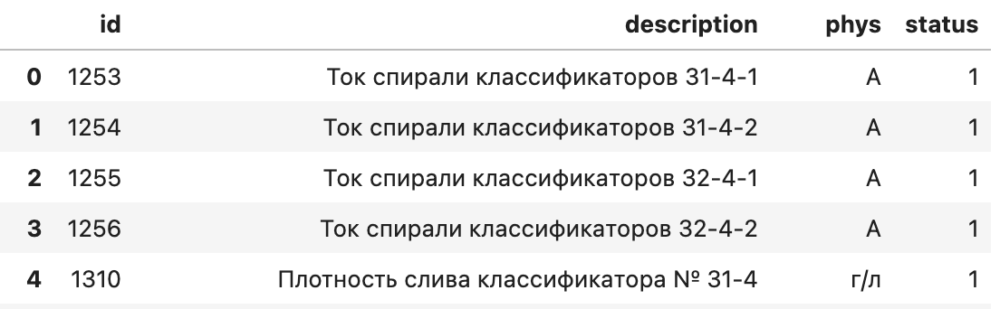 id description phys status
0 1253 Ток спирали классификаторов 31-4-1 А 1
1 1254 Ток спирали классификаторов 31-4-2 А 1
2 1255 Ток спирали классификаторов 32-4-1 А 1
3 1256 Ток спирали классификаторов 32-4-2 А 1
4 1310 Плотность слива классификатора № 31-4 г/л 1